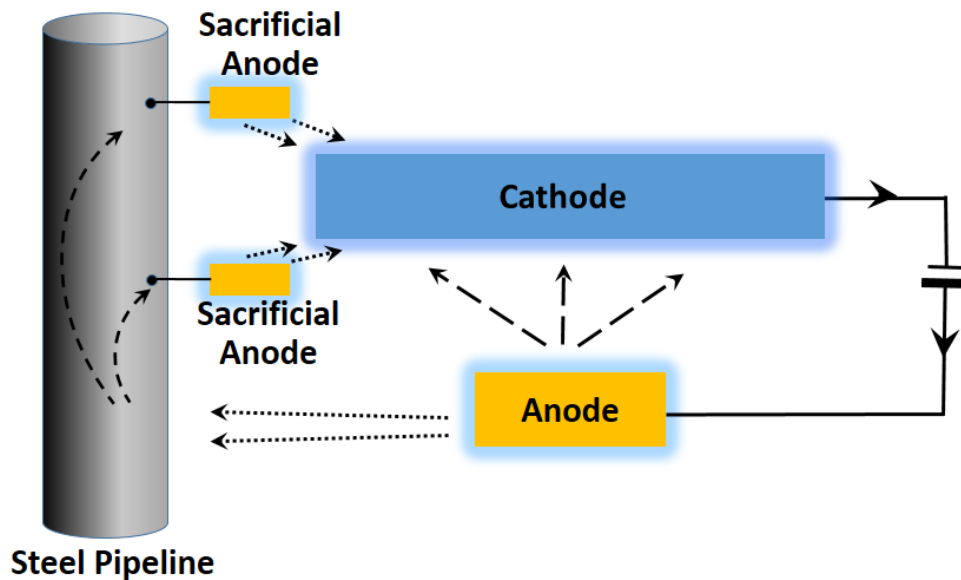 Sacrificial
Anode
Cathode
Sacrificial
Anode
Anode
Steel Pipeline